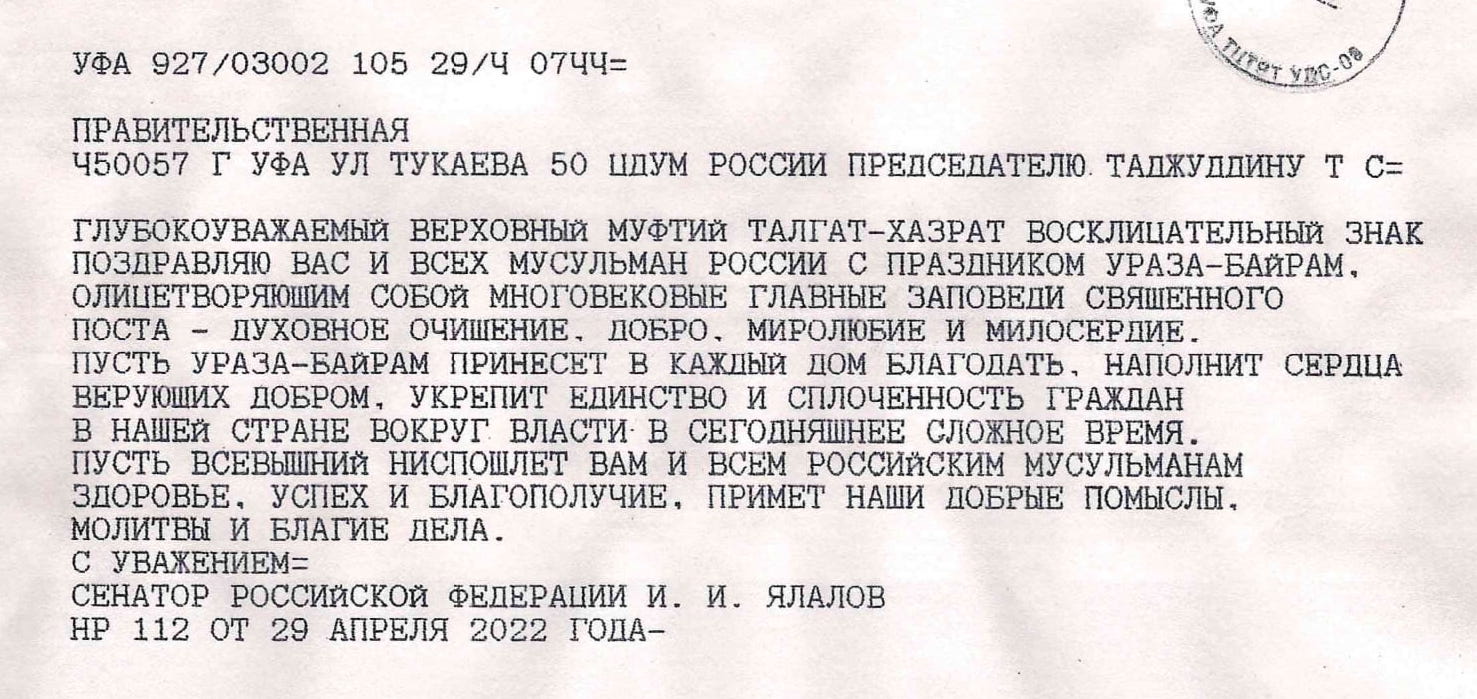 УФА ТЦТЭТ УПС-06
УФА 927/03002 105 29/Ч 07ЧЧ=
ПРАВИТЕЛЬСТВЕННАЯ
Ч50057 Г УФА УЛ ТУКАЕВА 50 ЦДУМ РОССИИ ПРЕДСЕДАТЕЛЮ ТАДЖУДДИНУ Т С=
ГЛУБОКОУВАЖАЕМЫЙ ВЕРХОВНЫЙ МУФТИЙ ТАЛГАТ-ХАЗРАТ ВОСКЛИЦАТЕЛЬНЫЙ ЗНАК
ПОЗДРАВЛЯЮ ВАС И ВСЕХ МУСУЛЬМАН РОССИИ С ПРАЗДНИКОМ УРАЗА-БАЙРАМ,
ОЛИЦЕТВОРЯЮЩИМ СОБОЙ МНОГОВЕКОВЫЕ ГЛАВНЫЕ ЗАПОВЕДИ СВЯЩЕННОГО
ПОСТА - ДУХОВНОЕ ОЧИЩЕНИЕ, ДОБРО, МИРОЛЮБИЕ И МИЛОСЕРДИЕ.
ПУСТЬ УРАЗА-БАЙРАМ ПРИНЕСЕТ В КАЖДЫЙ ДОМ БЛАГОДАТЬ, НАПОЛНИТ СЕРДЦА
ВЕРУЮЩИХ ДОБРОМ, УКРЕПИТ ЕДИНСТВО И СПЛОЧЕННОСТЬ ГРАЖДАН
В НАШЕЙ СТРАНЕ ВОКРУГ ВЛАСТИ В СЕГОДНЯШНЕЕ СЛОЖНОЕ ВРЕМЯ.
ПУСТЬ ВСЕВЫШНИЙ НИСПОШЛЕТ ВАМ И ВСЕМ РОССИЙСКИМ МУСУЛЬМАНАМ
ЗДОРОВЬЕ, УСПЕХ И БЛАГОПОЛУЧИЕ, ПРИМЕТ НАШИ ДОБРЫЕ ПОМЫСЛЫ,
МОЛИТВЫ И БЛАГИЕ ДЕЛА.
С УВАЖЕНИЕМ=
СЕНАТОР РОССИЙСКОЙ ФЕДЕРАЦИИ И. И. ЯЛАЛОВ
НР 112 ОТ 29 АПРЕЛЯ 2022 ГОДА-